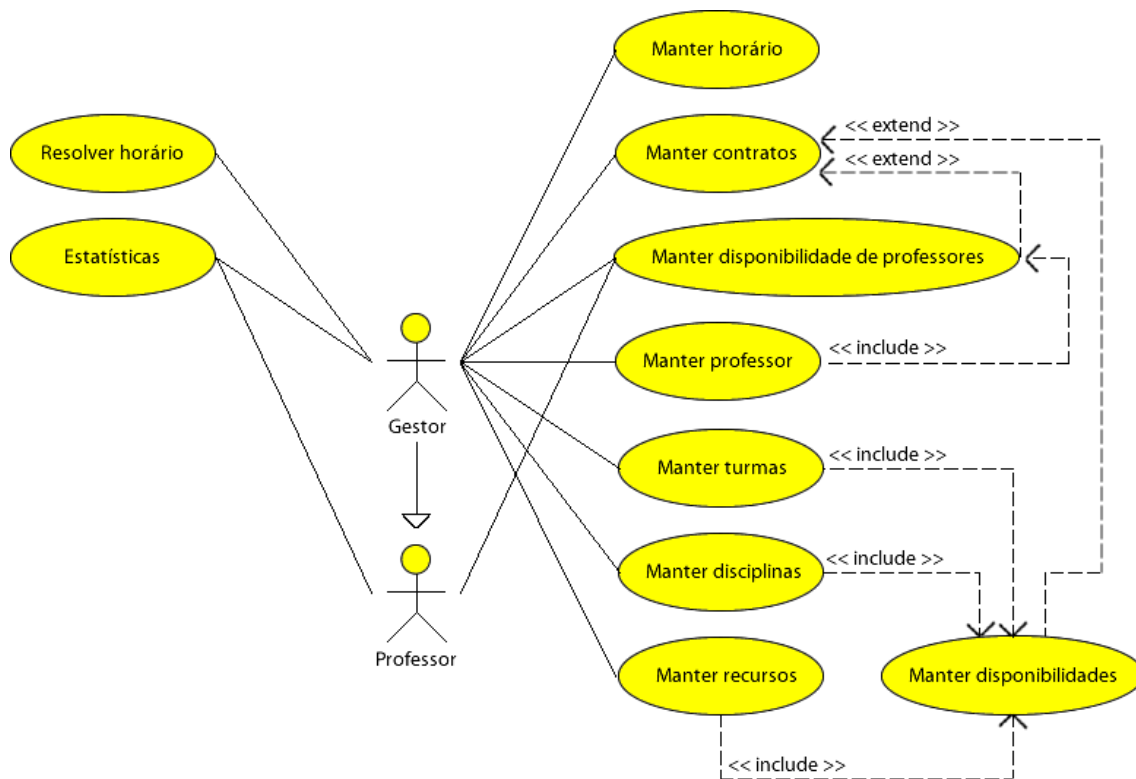 Manter horário
<< extend >>
Resolver horário
Manter contratos
<< extend >>
Estatísticas
Manter disponibilidade de professores
<< include >>
Manter professor
Gestor
<< include >>
Manter turmas
<< include >>
Manter disciplinas
Professor
Manter recursos
Manter disponibilidades
<< include >>